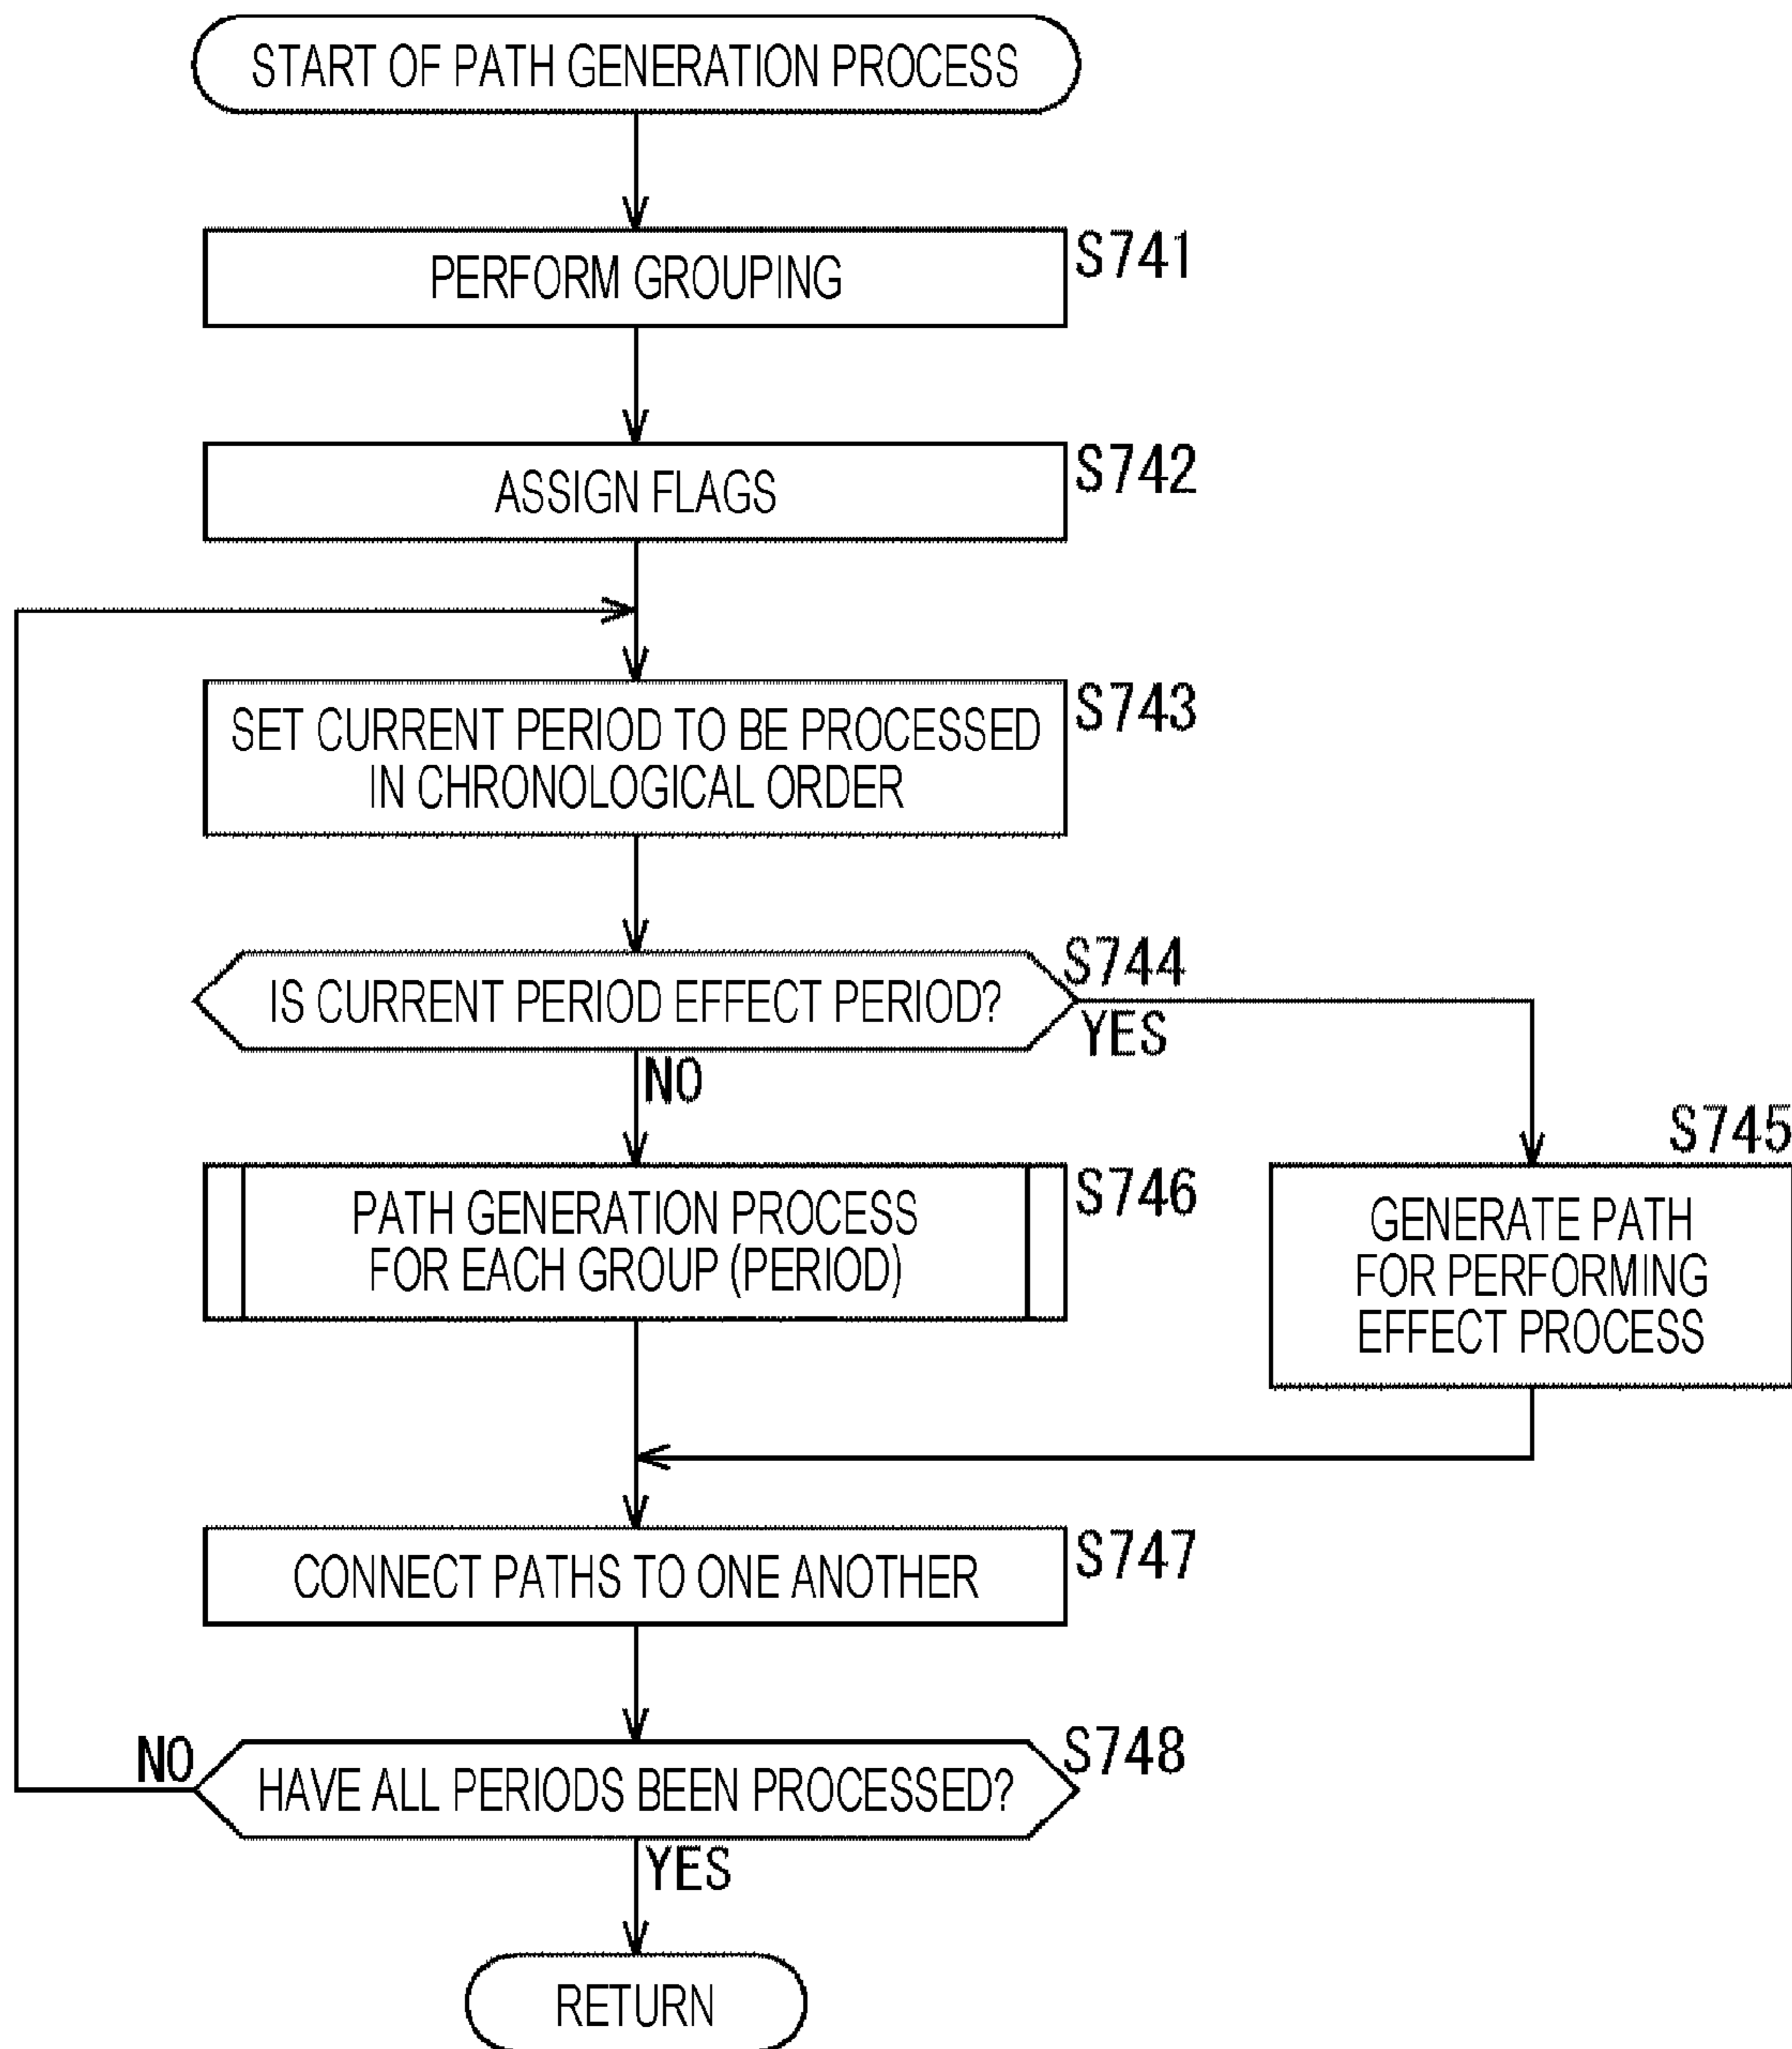 START OF PATH GENERATION PROCESS
S741
PERFORM GROUPING
S742
ASSIGN FLAGS
S743
SET CURRENT PERIOD TO BE PROCESSED
IN CHRONOLOGICAL ORDER
S744
IS CURRENT PERIOD EFFECT PERIOD?
YES
NO
S745
S746
PATH GENERATION PROCESS
FOR EACH GROUP (PERIOD)
GENERATE PATH
FOR PERFORMING
EFFECT PROCESS
S747
CONNECT PATHS TO ONE ANOTHER
S748
NO
HAVE ALL PERIODS BEEN PROCESSED?
YES
RETURN